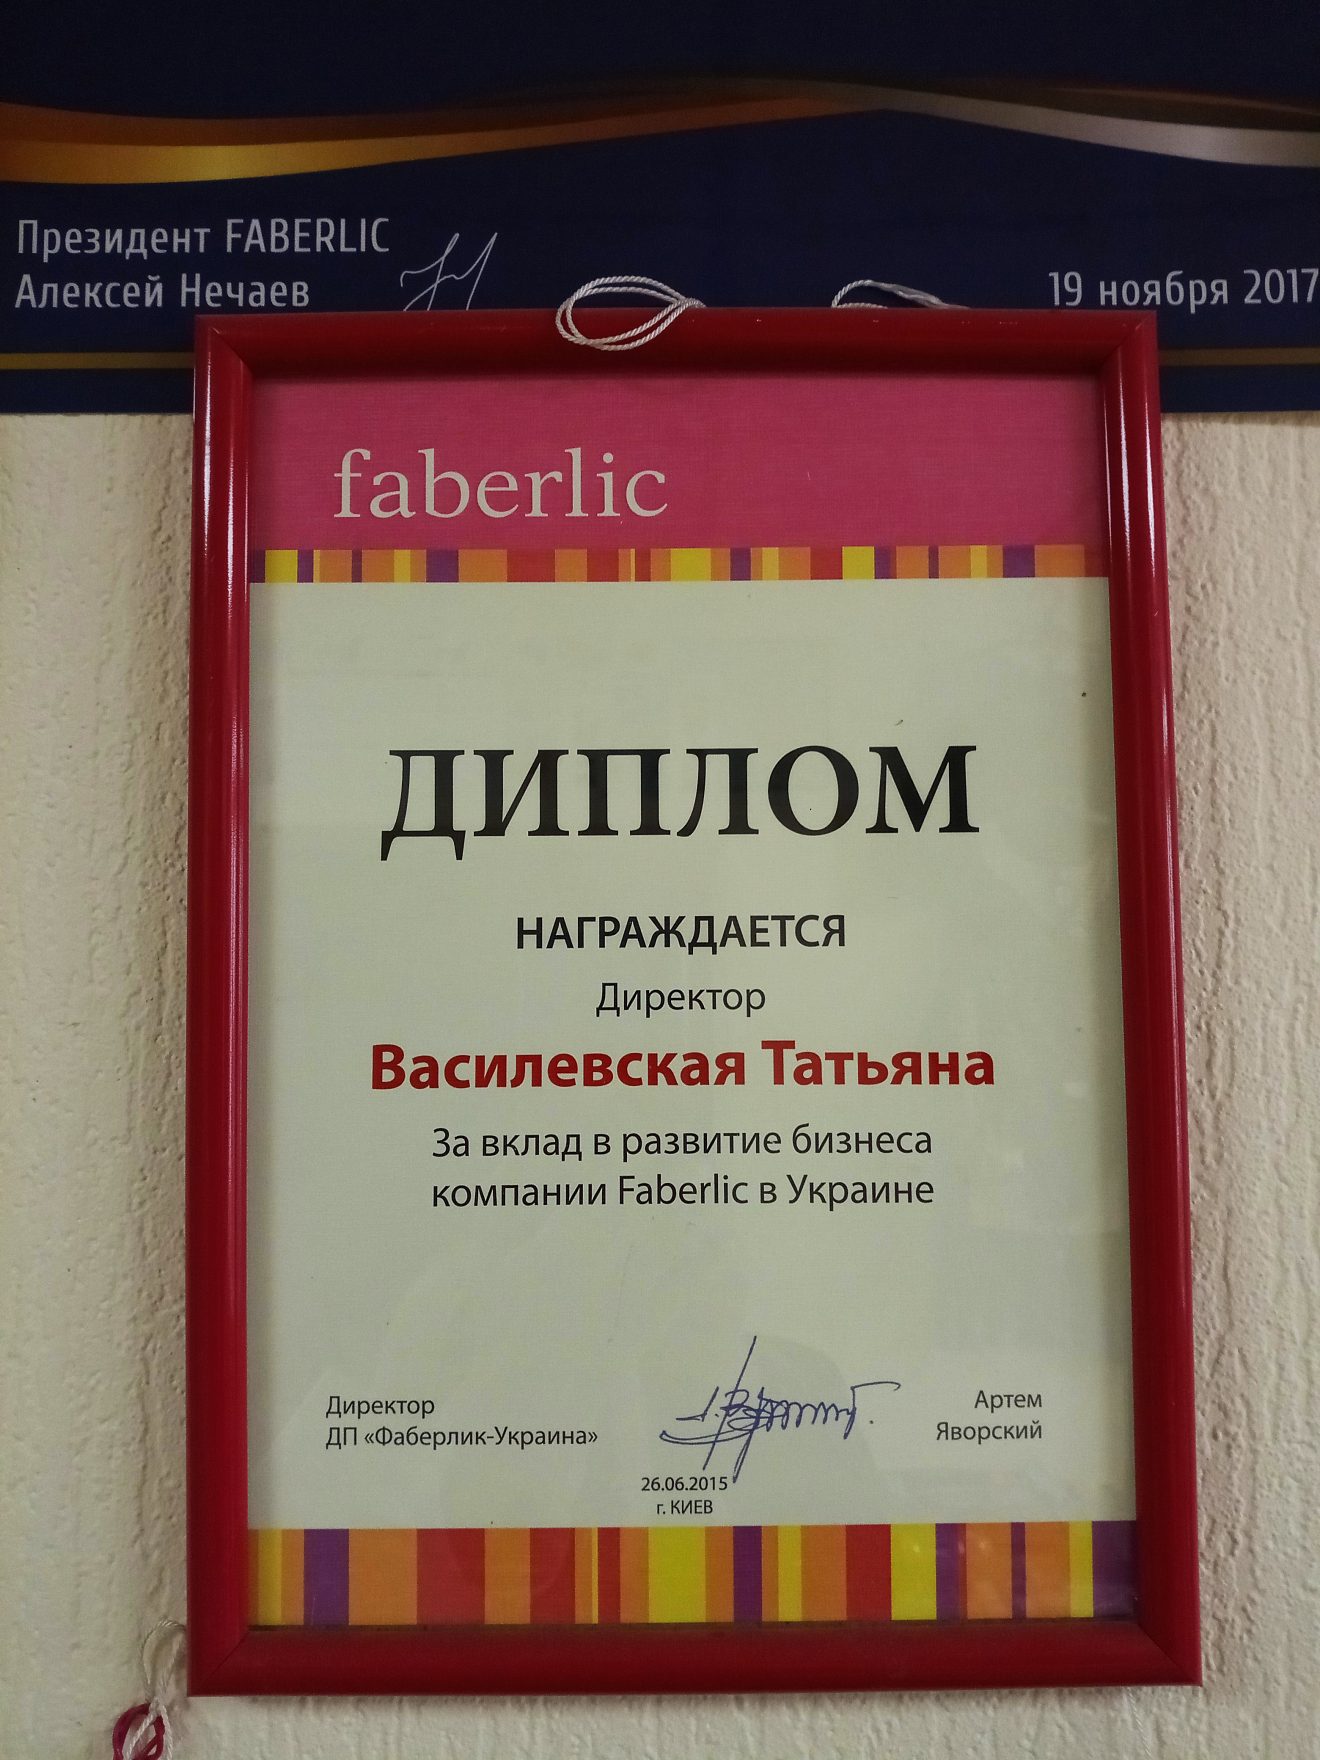 Президент FABERLIC
Алексей Нечаев
19 ноября 2017
faberlic
ДИПЛОМ
НАГРАЖДАЕТСЯ
Директор
Василевская Татьяна
За вклад в развитие бизнеса
компании Faberlic в Украине
Директор
ДП «Фаберлик-Украина»
Артем
Яворский
26.06.2015
г. КИЕВ